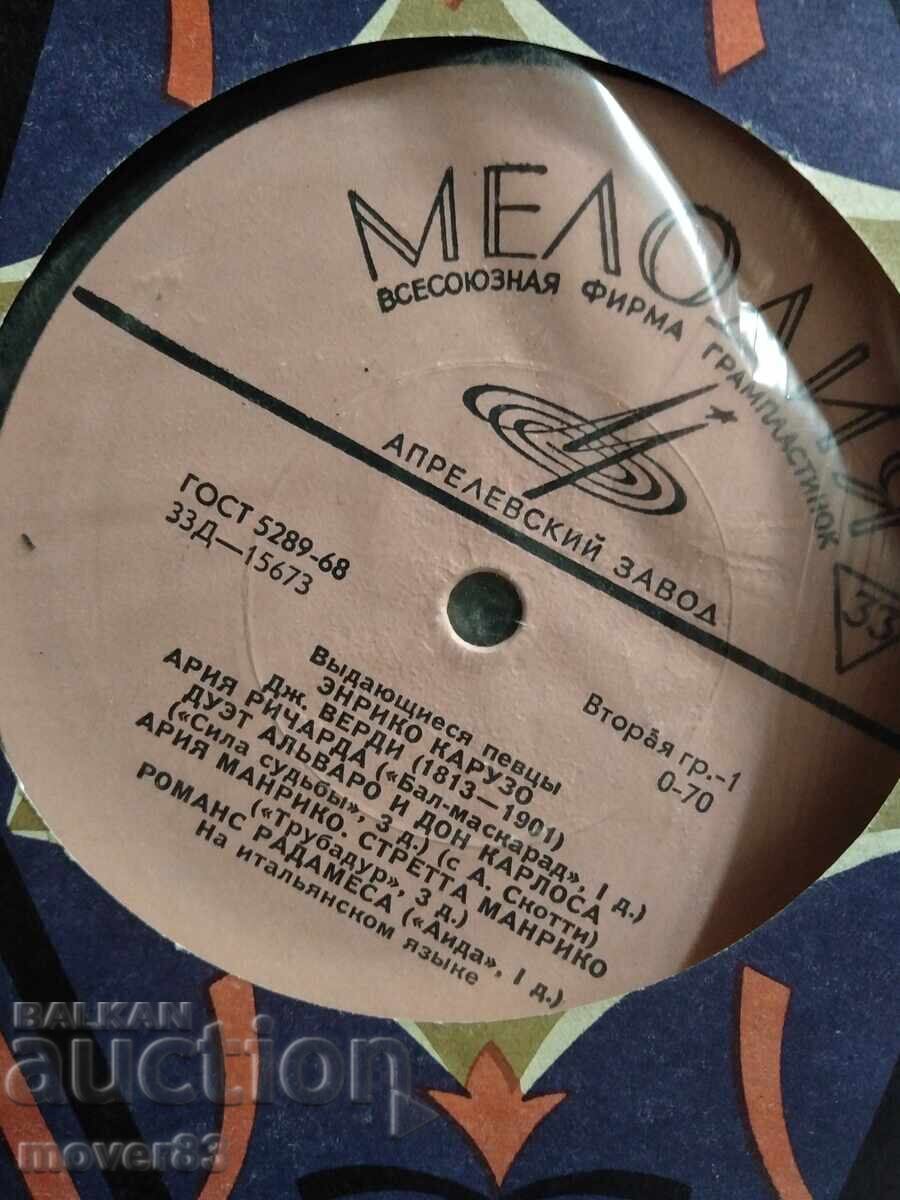 МЕЛОДИЯ
ВСЕСОЮЗНАЯ ФИРМА ГРАМПЛАСТИНОК
АПРЕЛЕВСКИЙ ЗАВОД
33
ГОСТ 5289-68
33Д—15673
Вторая гр.-1
0-70
Выдающиеся певцы
ЭНРИКО КАРУЗО
ДЖ. ВЕРДИ (1813—1901)
АРИЯ РИЧАРДА («Бал-маскарад», I д.)
ДУЭТ АЛЬВАРО И ДОН КАРЛОСА
(«Сила судьбы», 3 д.) (с А. Скотти)
АРИЯ МАНРИКО. СТРЕТТА МАНРИКО
(«Трубадур», 3 д.)
РОМАНС РАДАМЕСА («Аида», I д.)
На итальянском языке
BALKAN
auction
mover83